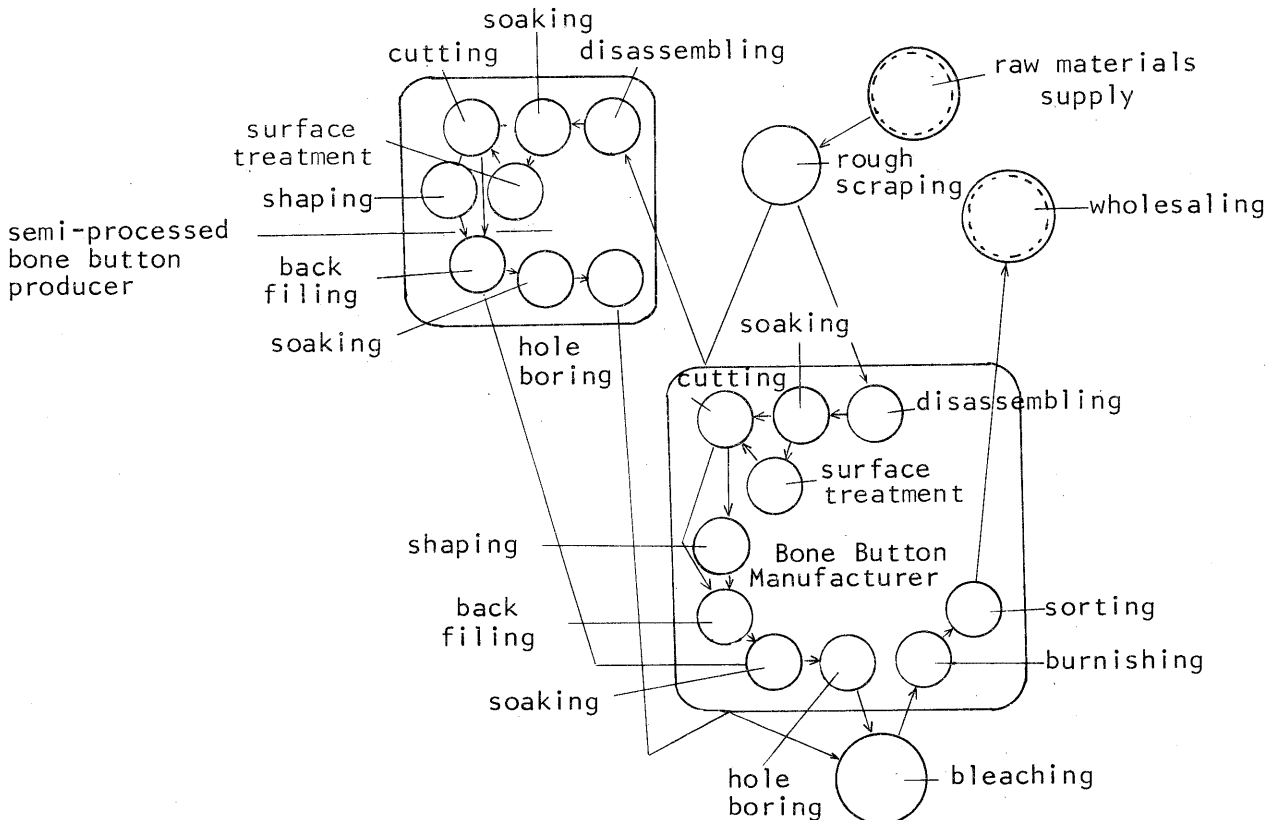 soaking
cutting
disassembling
raw materials
supply
surface
treatment
rough
scraping
shaping
wholesaling
semi-processed
bone button
producer
back
filing
soaking
hole
boring
soaking
cutting
disassembling
surface
treatment
shaping
Bone Button
Manufacturer
back
filing
sorting
burnishing
soaking
hole
boring
bleaching